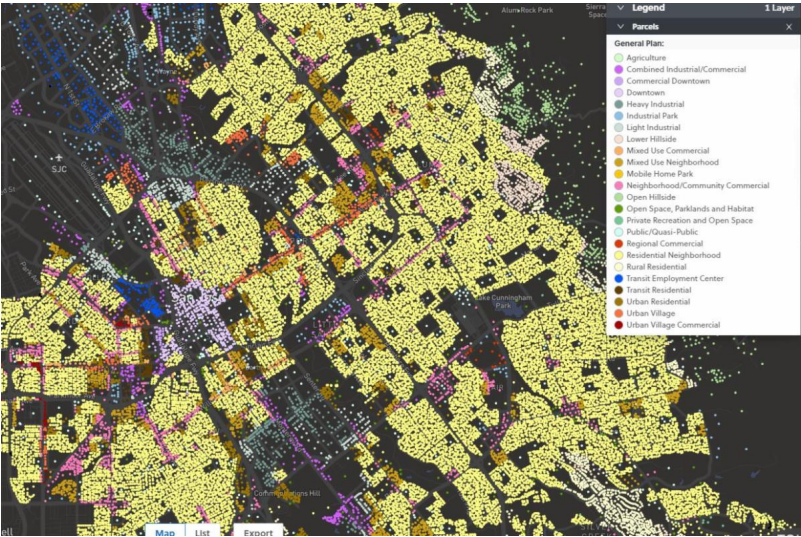 Alum Rock Park
Sierra
Space
Legend
1 Layer
Parcels
General Plan:
Agriculture
Combined Industrial/Commercial
Commercial Downtown
Downtown
Heavy Industrial
Industrial Park
Light Industrial
Lower Hillside
Mixed Use Commercial
Mixed Use Neighborhood
Mobile Home Park
Neighborhood/Community Commercial
Open Hillside
Open Space, Parklands and Habitat
Private Recreation and Open Space
Public/Quasi-Public
Regional Commercial
Residential Neighborhood
Rural Residential
Transit Employment Center
Transit Residential
Urban Residential
Urban Village
Urban Village Commercial
SJC
Lake Cunningham
Park
Communications Hill
Map
List
Export
ell